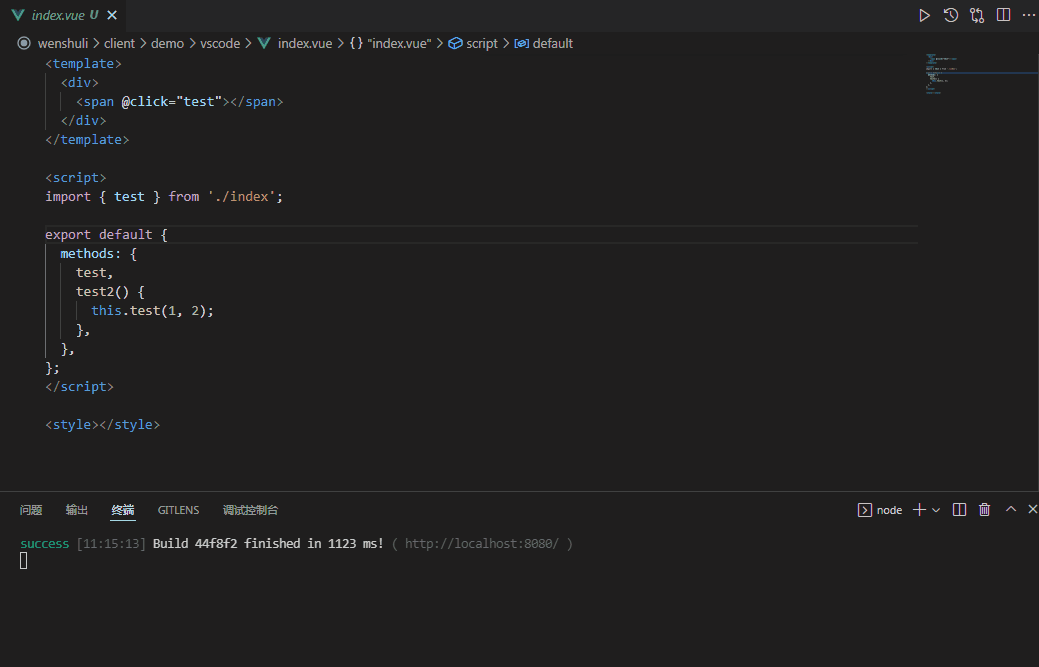 index.vue U
wenshuli > client > demo > vscode > index.vue > {} "index.vue" > script > default
<template>
  <div>
    <span @click="test"></span>
  </div>
</template>
<script>
import { test } from './index';
export default {
  methods: {
    test,
    test2() {
      this.test(1, 2);
    },
  },
};
</script>
<style></style>
问题 输出 终端 GITLENS 调试控制台 node
success [11:15:13] Build 44f8f2 finished in 1123 ms! ( http://localhost:8080/ )